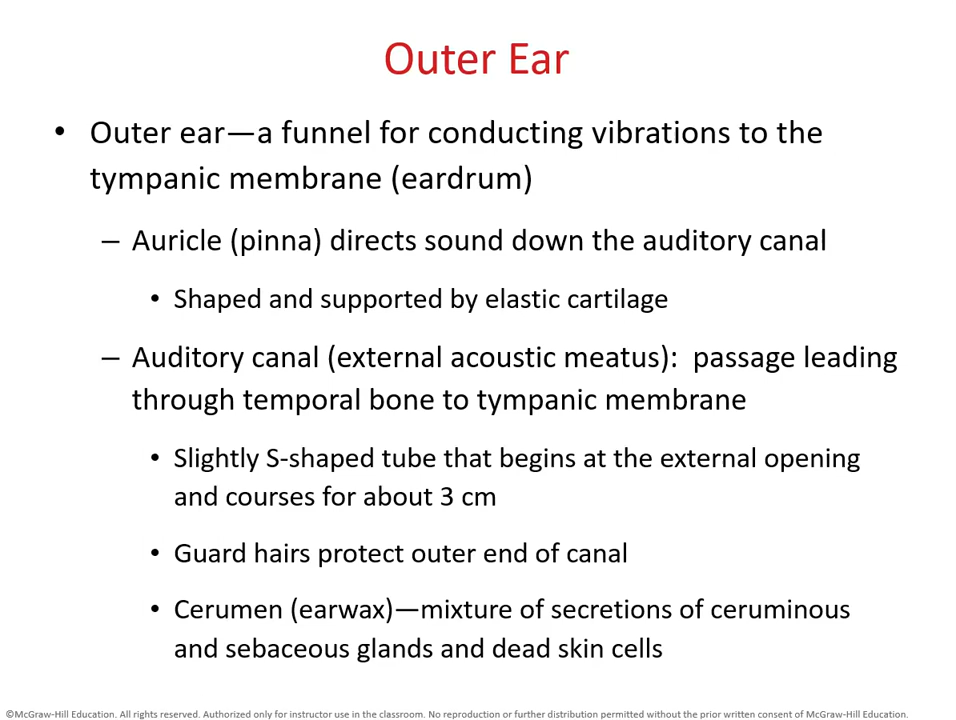 Outer Ear
• Outer ear—a funnel for conducting vibrations to the
tympanic membrane (eardrum)
– Auricle (pinna) directs sound down the auditory canal
• Shaped and supported by elastic cartilage
– Auditory canal (external acoustic meatus):  passage leading
through temporal bone to tympanic membrane
• Slightly S-shaped tube that begins at the external opening
and courses for about 3 cm
• Guard hairs protect outer end of canal
• Cerumen (earwax)—mixture of secretions of ceruminous
and sebaceous glands and dead skin cells
©McGraw-Hill Education. All rights reserved. Authorized only for instructor use in the classroom. No reproduction or further distribution permitted without the prior written consent of McGraw-Hill Education.